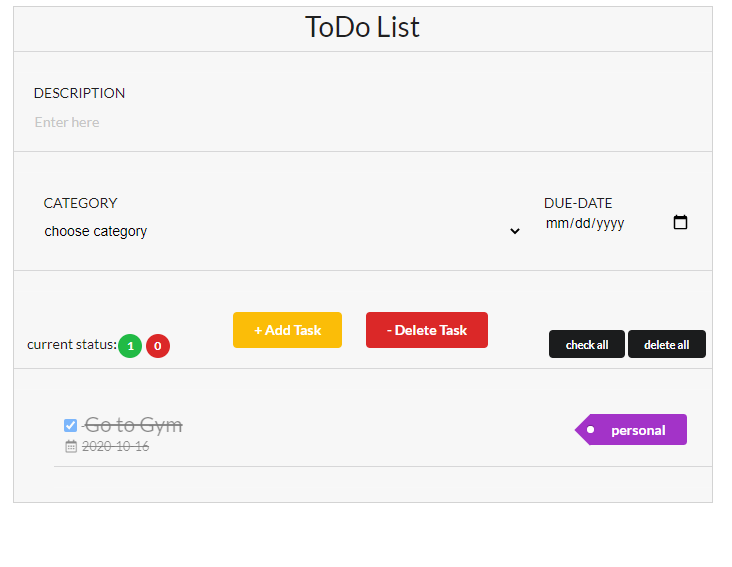 ToDo List
DESCRIPTION
Enter here
CATEGORY
DUE-DATE
choose category
mm/dd/yyyy
+ Add Task
- Delete Task
current status: 1 0
check all
delete all
Go to Gym
personal
2020-10-16